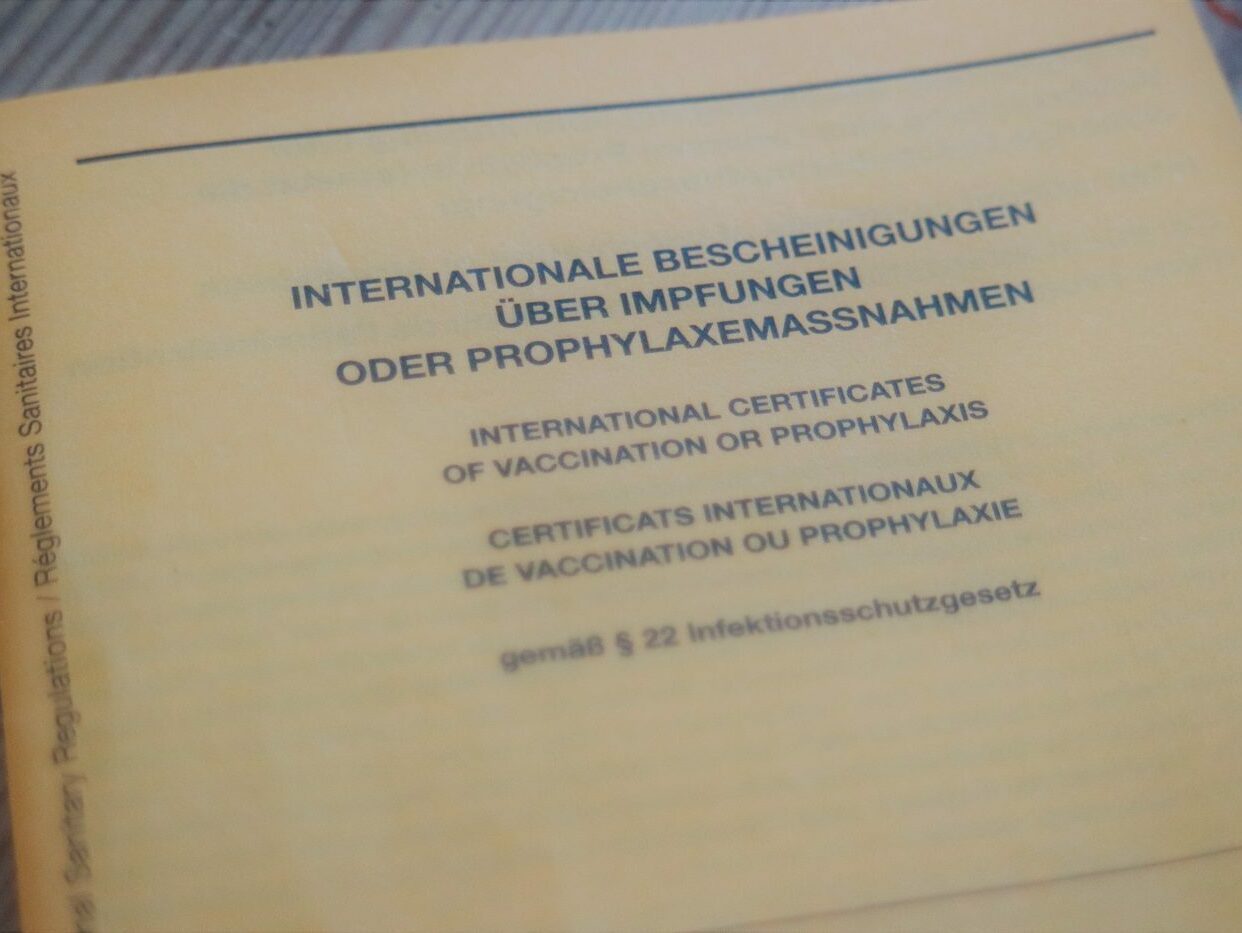 INTERNATIONALE BESCHEINIGUNGEN
ÜBER IMPFUNGEN
ODER PROPHYLAXEMASSNAHMEN
INTERNATIONAL CERTIFICATES
OF VACCINATION OR PROPHYLAXIS
CERTIFICATS INTERNATIONAUX
DE VACCINATION OU PROPHYLAXIE
gemäß § 22 Infektionsschutzgesetz
Sanitary Regulations / Règlements Sanitaires Internationaux